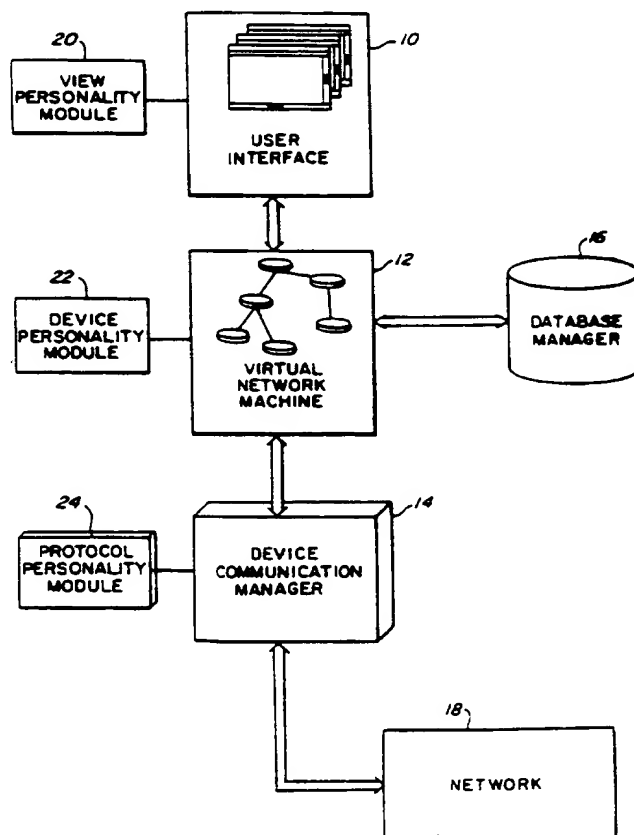 20
VIEW
PERSONALITY
MODULE
10
USER
INTERFACE
22
DEVICE
PERSONALITY
MODULE
12
VIRTUAL
NETWORK
MACHINE
16
DATABASE
MANAGER
24
PROTOCOL
PERSONALITY
MODULE
14
DEVICE
COMMUNICATION
MANAGER
18
NETWORK